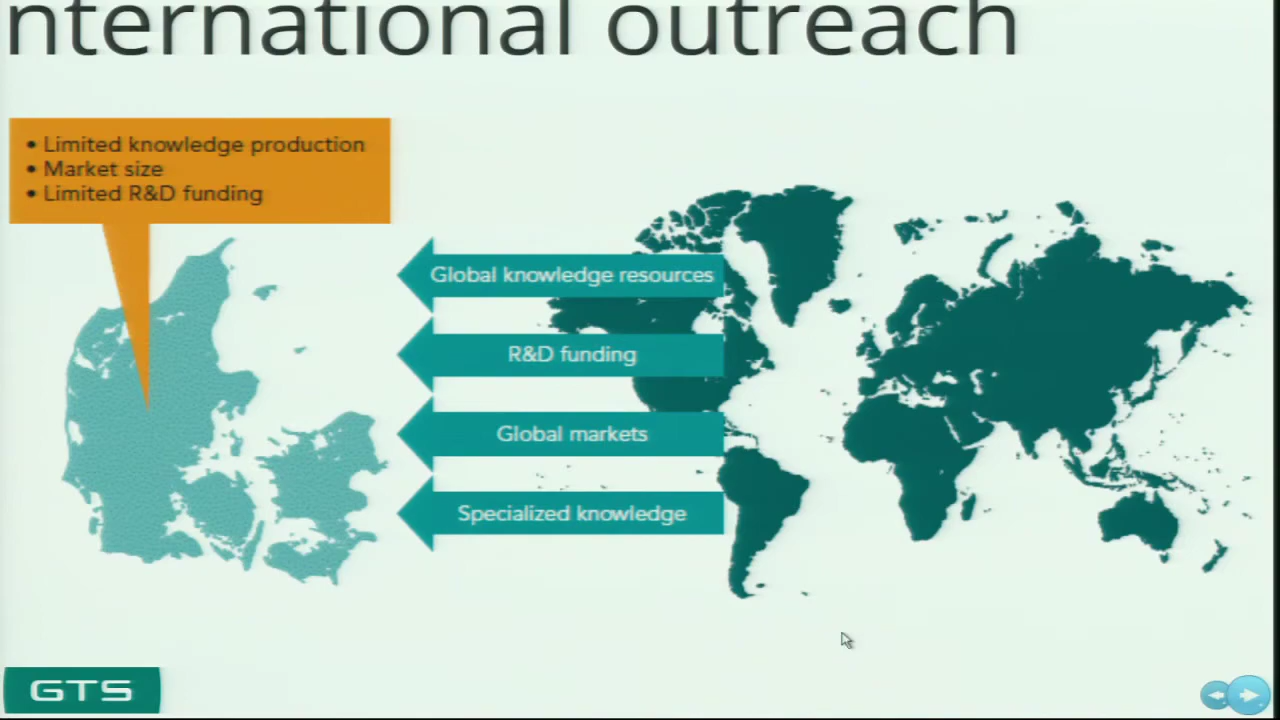 nternational outreach
• Limited knowledge production
• Market size
• Limited R&D funding
Global knowledge resources
R&D funding
Global markets
Specialized knowledge
GTS